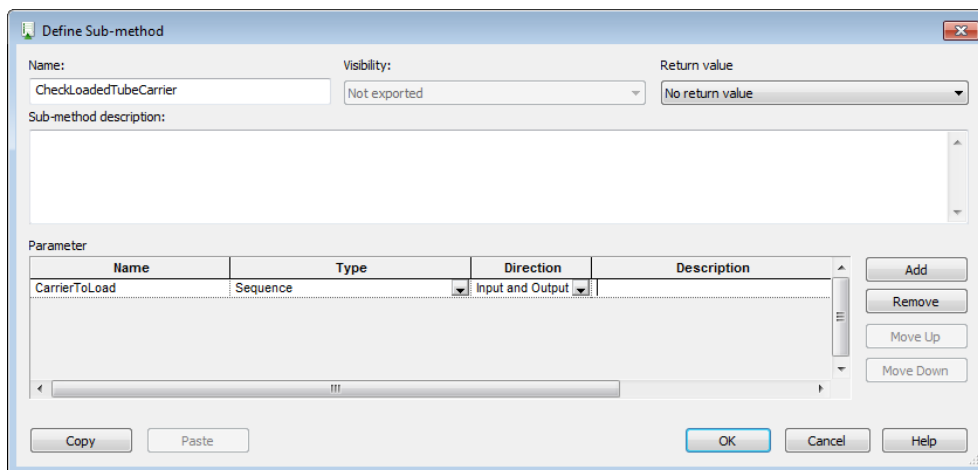 Define Sub-method
Name: Visibility: Return value
CheckLoadedTubeCarrier Not exported No return value
Sub-method description:
Parameter
Name Type Direction Description
CarrierToLoad Sequence Input and Output
Add
Remove
Move Up
Move Down
Copy Paste OK Cancel Help